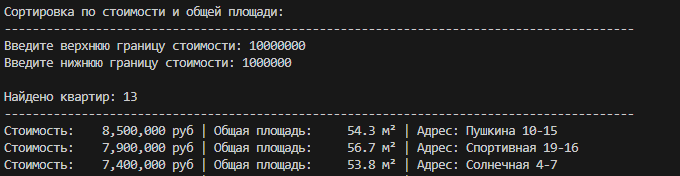 Сортировка по стоимости и общей площади:
--------------------------------------------------------------------------------
Введите верхнюю границу стоимости: 10000000
Введите нижнюю границу стоимости: 1000000
Найдено квартир: 13
--------------------------------------------------------------------------------
Стоимость:    8,500,000 руб | Общая площадь:     54.3 м² | Адрес: Пушкина 10-15
Стоимость:    7,900,000 руб | Общая площадь:     56.7 м² | Адрес: Спортивная 19-16
Стоимость:    7,400,000 руб | Общая площадь:     53.8 м² | Адрес: Солнечная 4-7